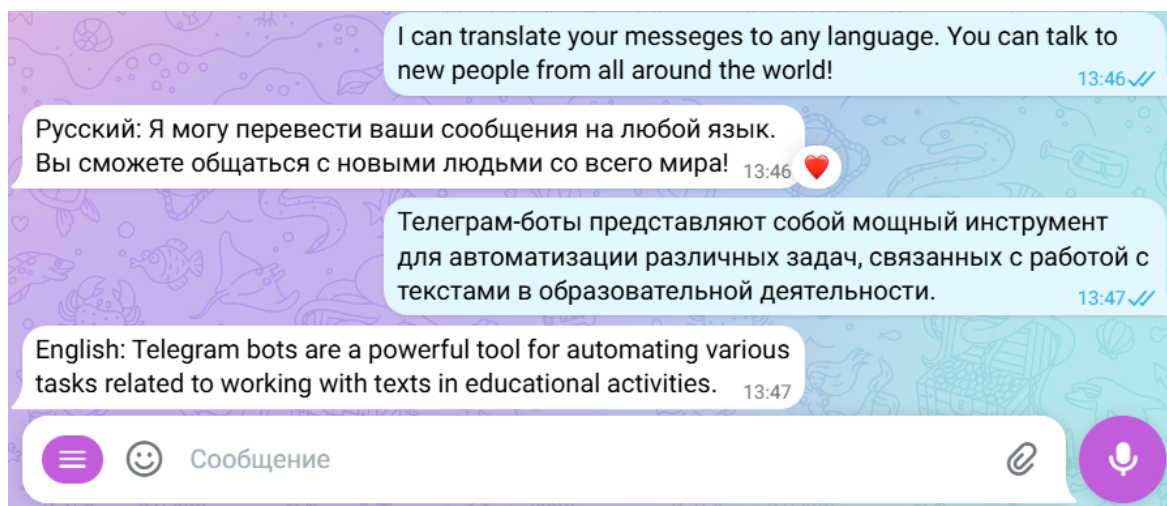 I can translate your messeges to any language. You can talk to
new people from all around the world!
13:46
Русский: Я могу перевести ваши сообщения на любой язык.
Вы сможете общаться с новыми людьми со всего мира!
13:46
Телеграм-боты представляют собой мощный инструмент
для автоматизации различных задач, связанных с работой с
текстами в образовательной деятельности.
13:47
English: Telegram bots are a powerful tool for automating various
tasks related to working with texts in educational activities.
13:47
Сообщение